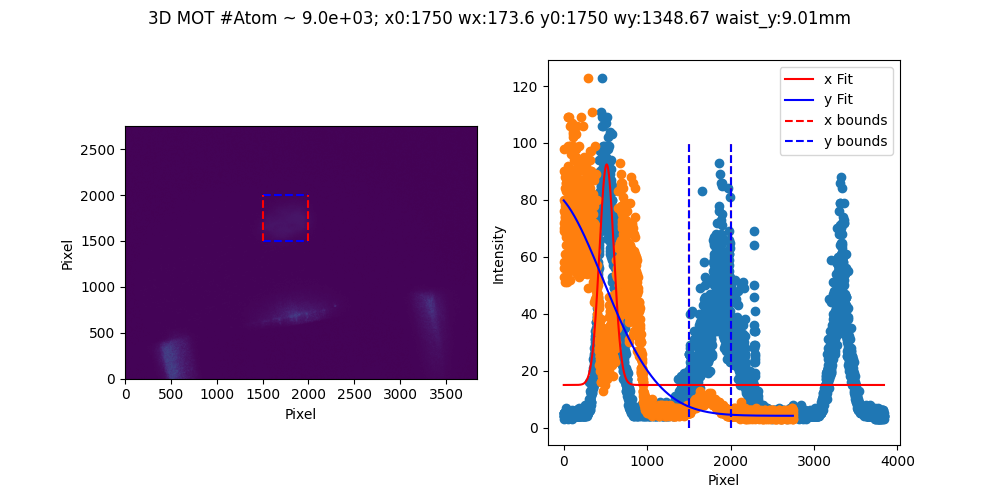 3D MOT #Atom ~ 9.0e+03; x0:1750 wx:173.6 y0:1750 wy:1348.67 waist_y:9.01mm
2500
2000
1500
1000
500
0
Pixel
0 500 1000 1500 2000 2500 3000 3500
Pixel
120
100
80
60
40
20
0
Intensity
x Fit
y Fit
x bounds
y bounds
0 1000 2000 3000 4000
Pixel